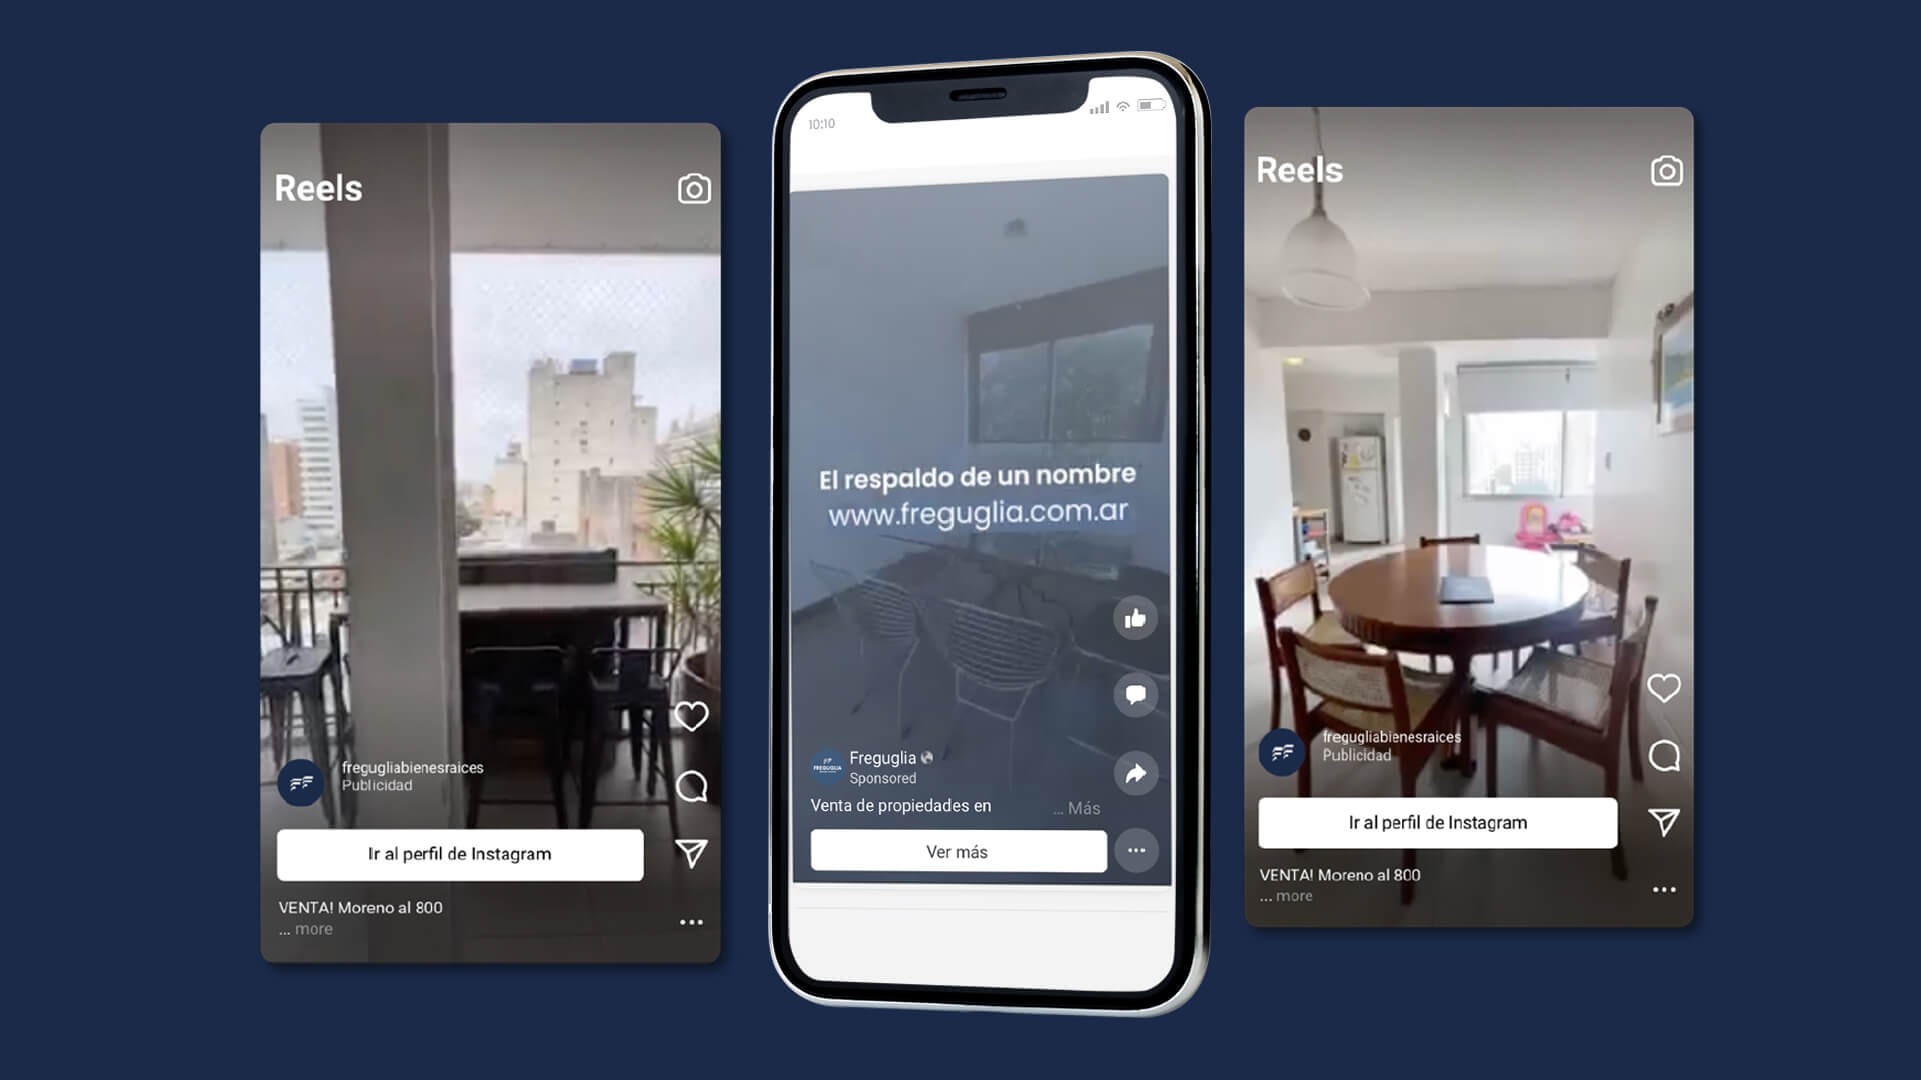 Reels
fregugliabienesraices
Publicidad
Ir al perfil de Instagram
VENTA! Moreno al 800
... more
10:10
El respaldo de un nombre
www.freguglia.com.ar
FREGUGLIA
Freguglia
Sponsored
Venta de propiedades en
... Más
Ver más
Reels
fregugliabienesraices
Publicidad
Ir al perfil de Instagram
VENTA! Moreno al 800
... more